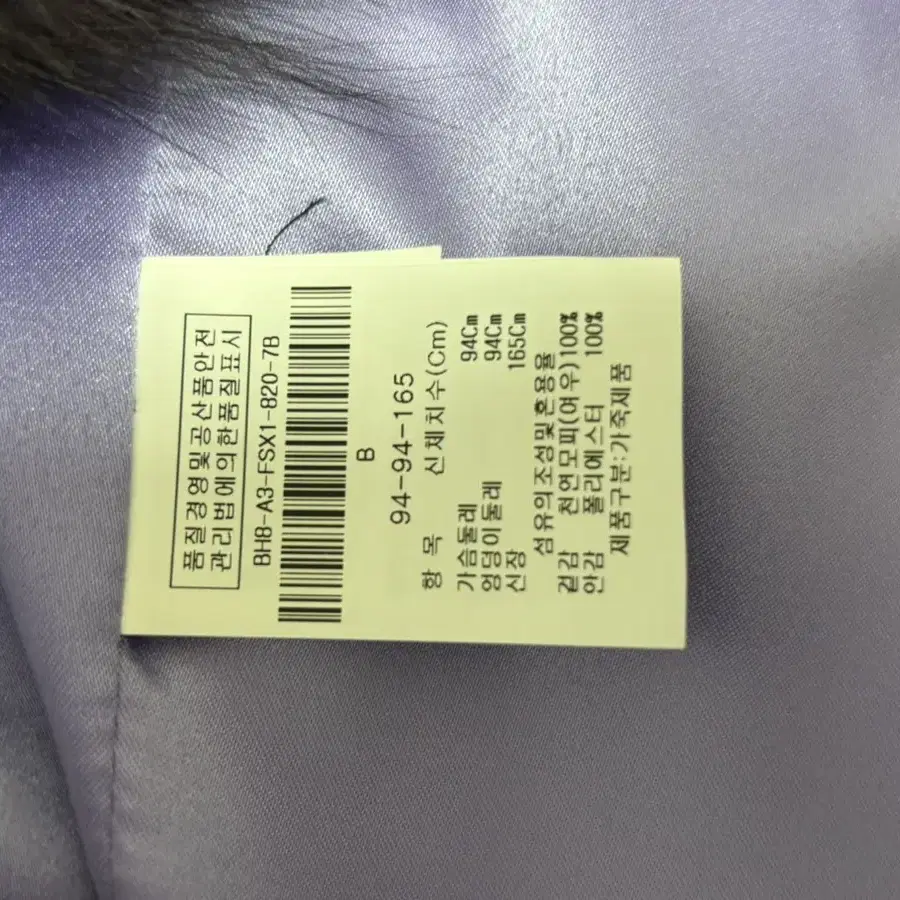 품질경영및공산품안전
관리법에의한품질표시
BH8-A3-FSX1-820-7B
B
94-94-165
항 목 신체치수(Cm)
가슴둘레 94Cm
엉덩이둘레 94Cm
신장 165Cm
섬유의조성및혼용율
겉감 천연모피(여우)100%
안감 폴리에스터 100%
제품구분:가죽제품